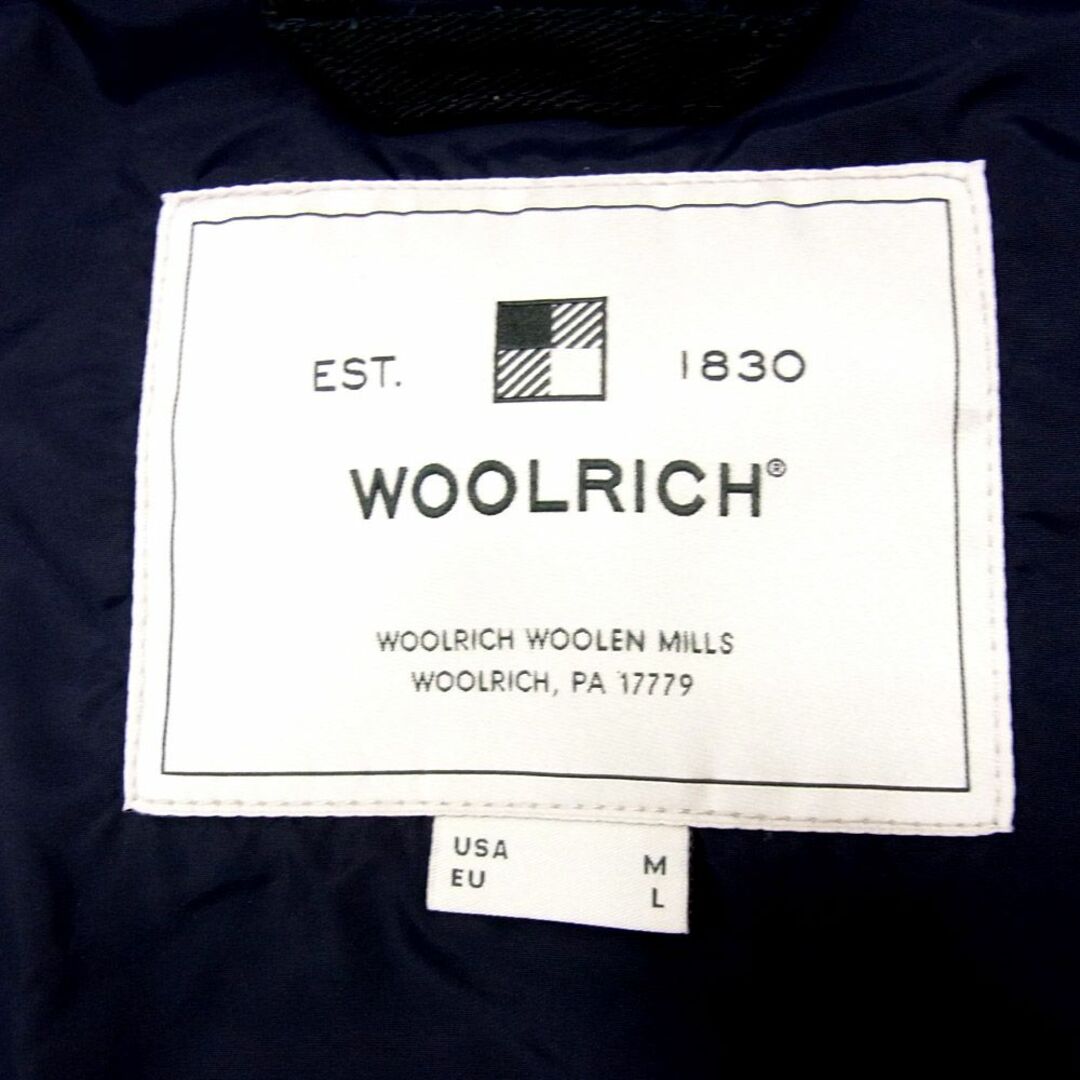 EST. 1830
WOOLRICH®
WOOLRICH WOOLEN MILLS
WOOLRICH, PA 17779
USA M
EU L